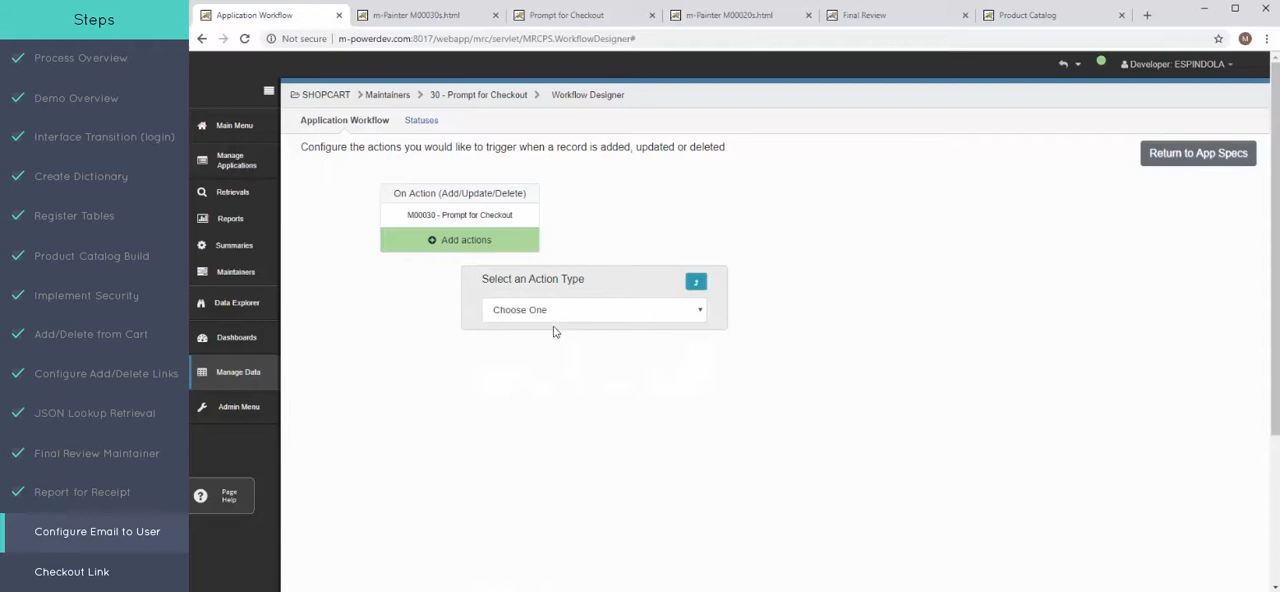 Steps
Process Overview
Demo Overview
Interface Transition (login)
Create Dictionary
Register Tables
Product Catalog Build
Implement Security
Add/Delete from Cart
Configure Add/Delete Links
JSON Lookup Retrieval
Final Review Maintainer
Report for Receipt
Configure Email to User
Checkout Link
Application Workflow
m-Painter M00030s.html
Prompt for Checkout
m-Painter M00020s.html
Final Review
Product Catalog
Not secure
m-powerdev.com:8017/webapp/mrc/servlet/MRCPS.WorkflowDesigner#
M
Developer: ESPINDOLA
Main Menu
Manage Applications
Retrievals
Reports
Summaries
Maintainers
Data Explorer
Dashboards
Manage Data
Admin Menu
Page Help
SHOPCART > Maintainers > 30 - Prompt for Checkout > Workflow Designer
Application Workflow Statuses
Configure the actions you would like to trigger when a record is added, updated or deleted
Return to App Specs
On Action (Add/Update/Delete)
M00030 - Prompt for Checkout
Add actions
Select an Action Type
Choose One